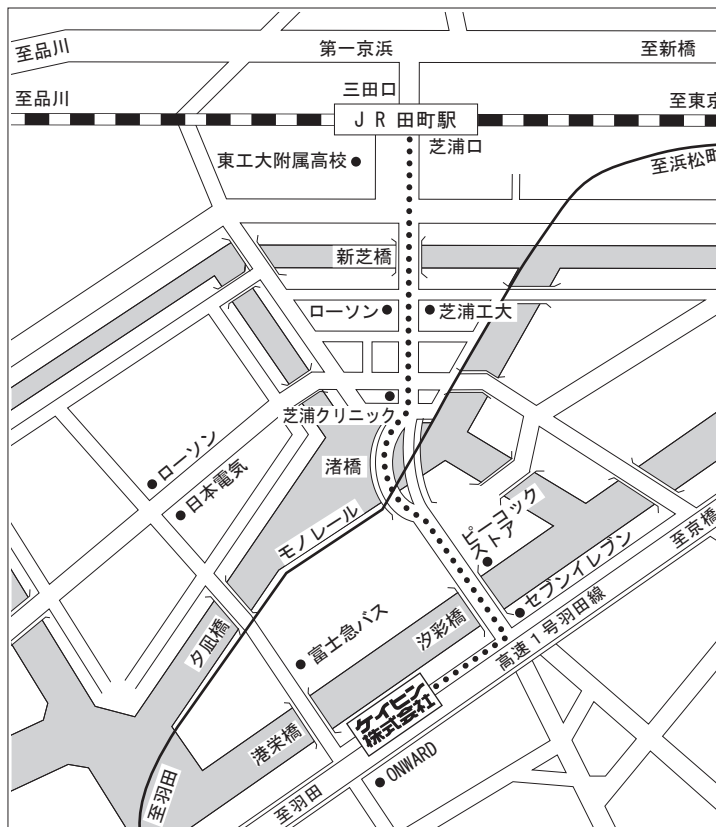 至品川
第一京浜
至新橋
至品川
三田口
至東京
JR田町駅
芝浦口
東工大附属高校
至浜松町
新芝橋
ローソン
芝浦工大
芝浦クリニック
ローソン
渚橋
日本電気
ピーコック
ストア
モノレール
セブンイレブン
至京橋
夕凪橋
富士急バス
汐彩橋
高速1号羽田線
ケイヒン
株式会社
港栄橋
ONWARD
至羽田
至羽田